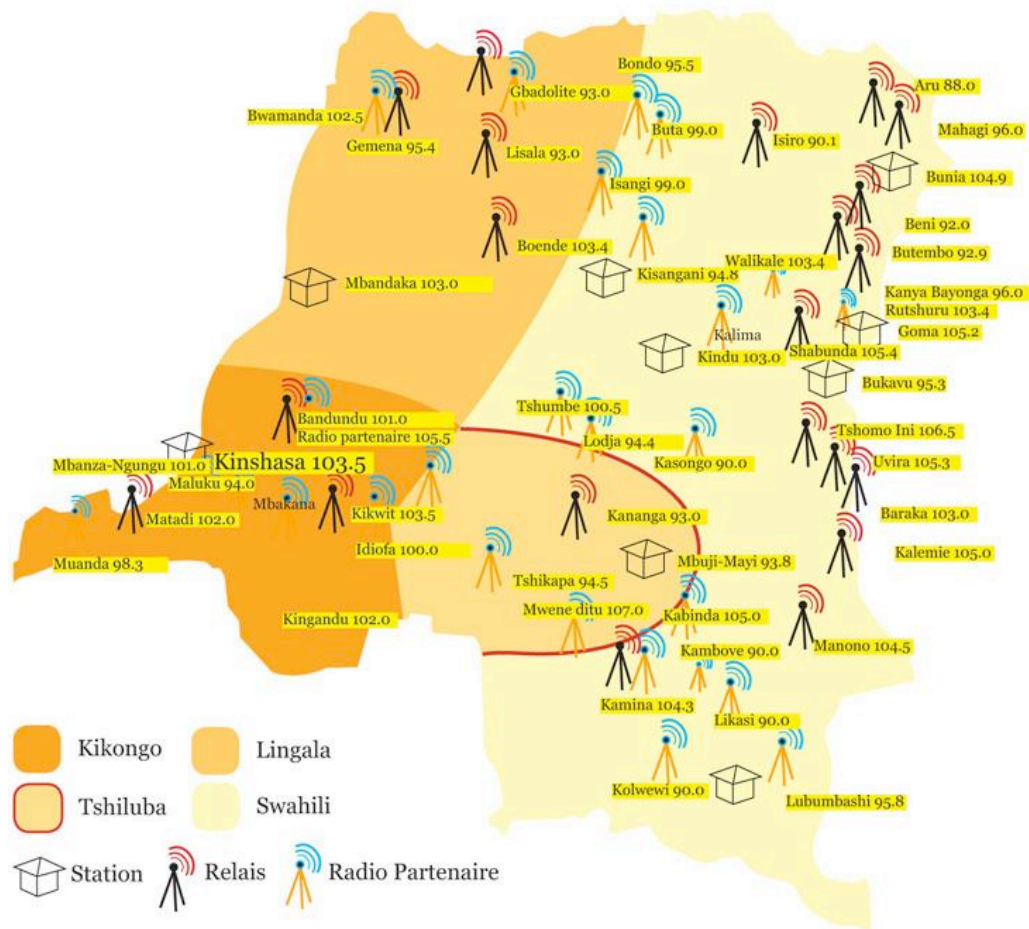 Bondo 95.5
Gbadolite 93.0
Aru 88.0
Bwamanda 102.5
Mahagi 96.0
Buta 99.0
Isiro 90.1
Gemena 95.4
Lisala 93.0
Isangi 99.0
Bunia 104.9
Beni 92.0
Boende 103.4
Butembo 92.9
Walikale 103.4
Mbandaka 103.0
Kisangani 94.8
Kanya Bayonga 96.0
Rutshuru 103.4
Goma 105.2
Kalima
Shabunda 105.4
Kindu 103.0
Bukavu 95.3
Tshumbe 100.5
Bandundu 101.0
Radio partenaire 105.5
Lodja 94.4
Tshomo Ini 106.5
Kasongo 90.0
Uvira 105.3
Mbanza-Ngungu 101.0
Kinshasa 103.5
Maluku 94.0
Mbakana
Kikwit 103.5
Matadi 102.0
Kananga 93.0
Baraka 103.0
Idiofa 100.0
Kalemie 105.0
Muanda 98.3
Mbuji-Mayi 93.8
Tshikapa 94.5
Mwene ditu 107.0
Kabinda 105.0
Kingandu 102.0
Manono 104.5
Kambove 90.0
Kamina 104.3
Likasi 90.0
Kolwewi 90.0
Lubumbashi 95.8
Kikongo
Lingala
Tshiluba
Swahili
Station
Relais
Radio Partenaire